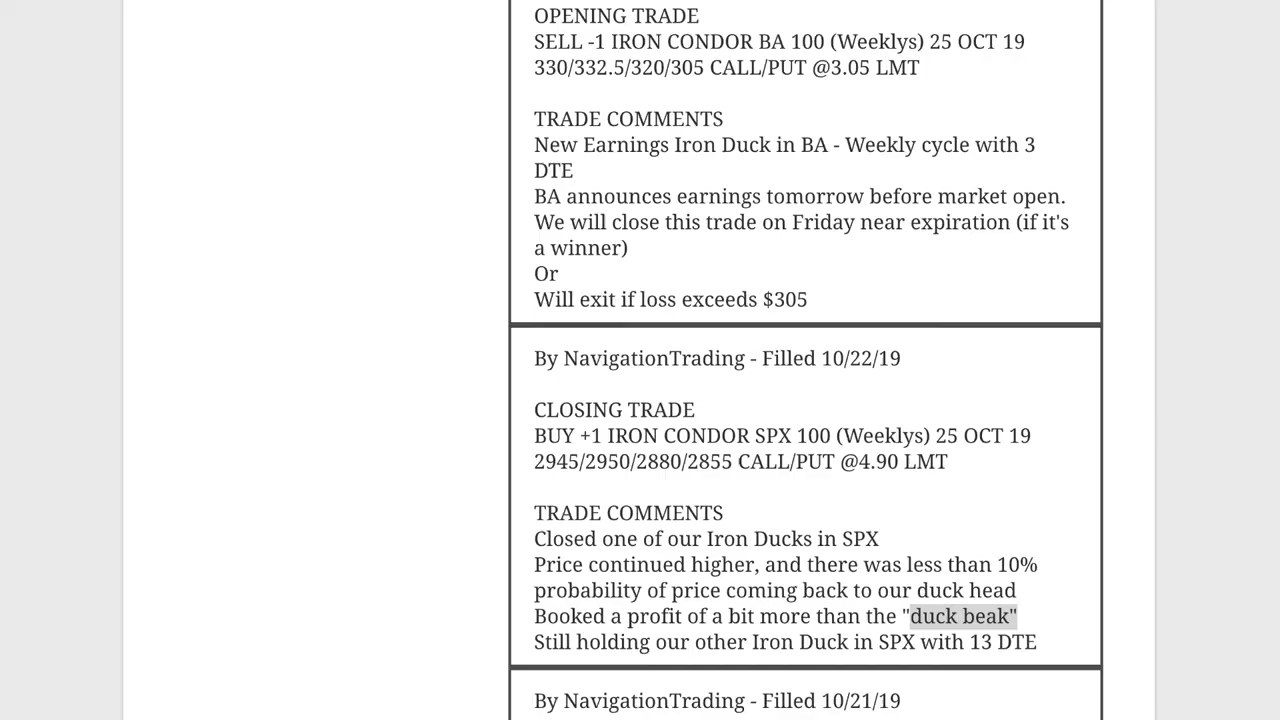 OPENING TRADE
SELL -1 IRON CONDOR BA 100 (Weeklys) 25 OCT 19
330/332.5/320/305 CALL/PUT @3.05 LMT
TRADE COMMENTS
New Earnings Iron Duck in BA - Weekly cycle with 3
DTE
BA announces earnings tomorrow before market open.
We will close this trade on Friday near expiration (if it's
a winner)
Or
Will exit if loss exceeds $305
By NavigationTrading - Filled 10/22/19
CLOSING TRADE
BUY +1 IRON CONDOR SPX 100 (Weeklys) 25 OCT 19
2945/2950/2880/2855 CALL/PUT @4.90 LMT
TRADE COMMENTS
Closed one of our Iron Ducks in SPX
Price continued higher, and there was less than 10%
probability of price coming back to our duck head
Booked a profit of a bit more than the "duck beak"
Still holding our other Iron Duck in SPX with 13 DTE
By NavigationTrading - Filled 10/21/19